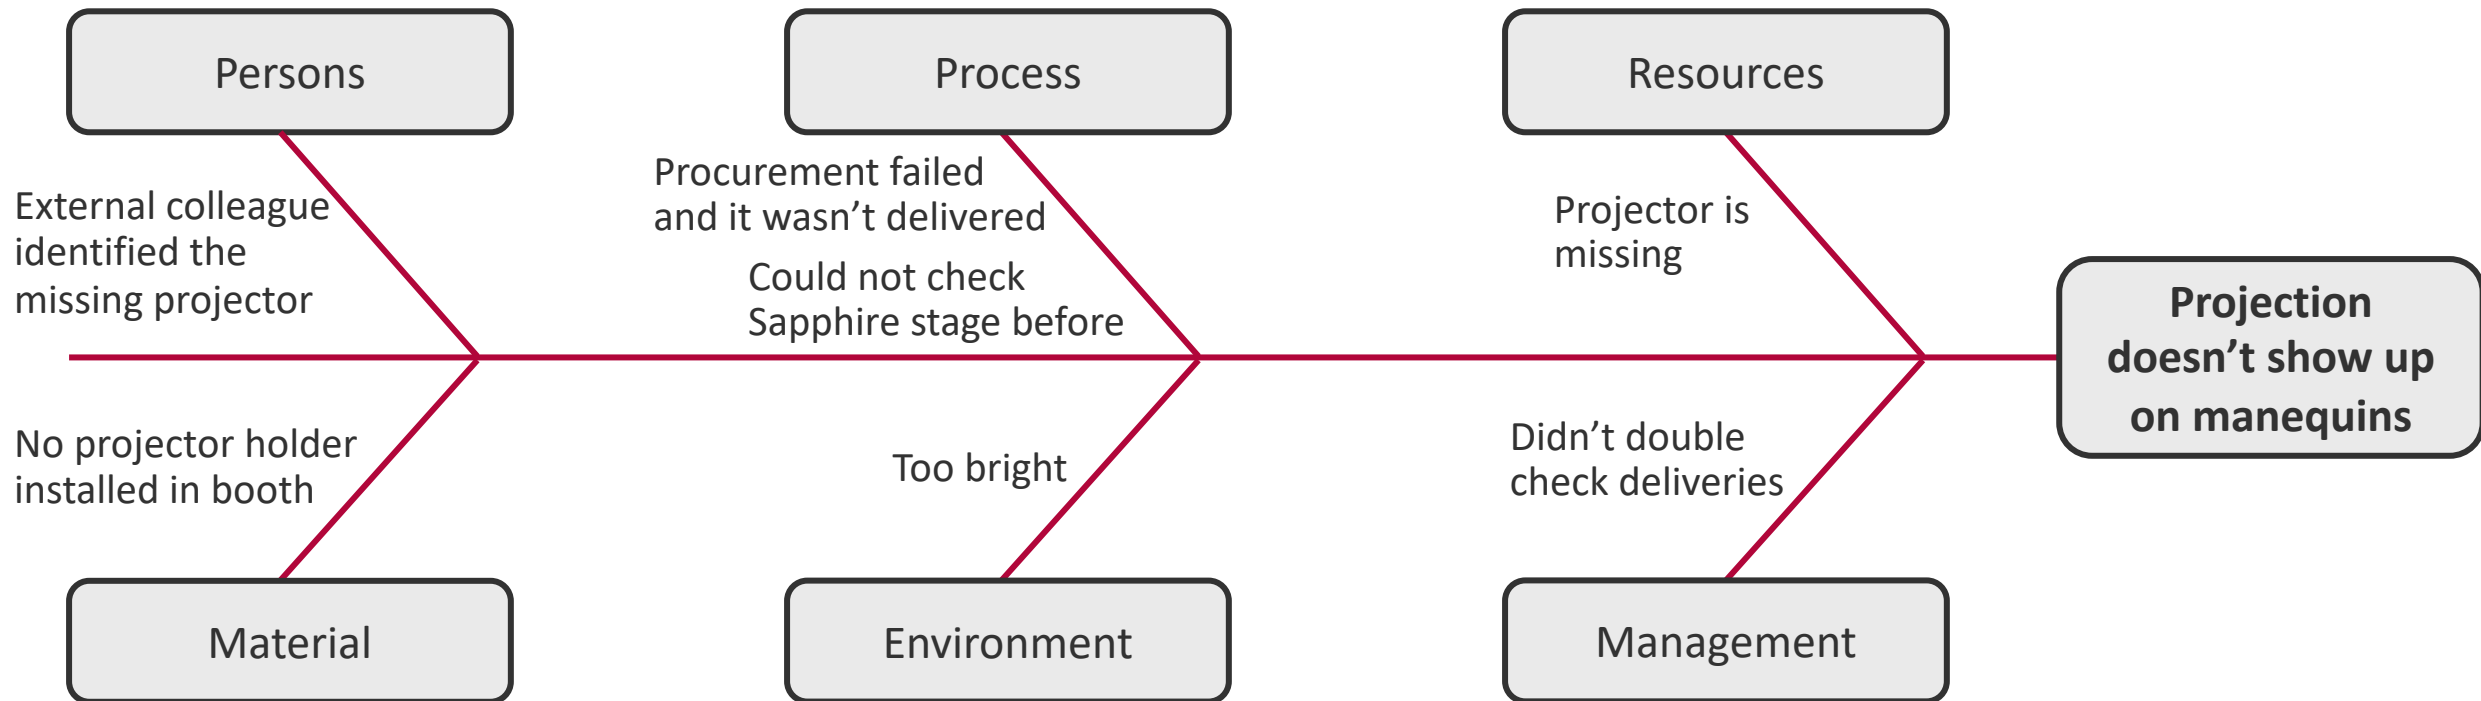 Persons
Process
Resources
External colleague
identified the
missing projector
Procurement failed
and it wasn’t delivered
Could not check
Sapphire stage before
Projector is
missing
Projection
doesn’t show up
on manequins
No projector holder
installed in booth
Too bright
Didn’t double
check deliveries
Material
Environment
Management